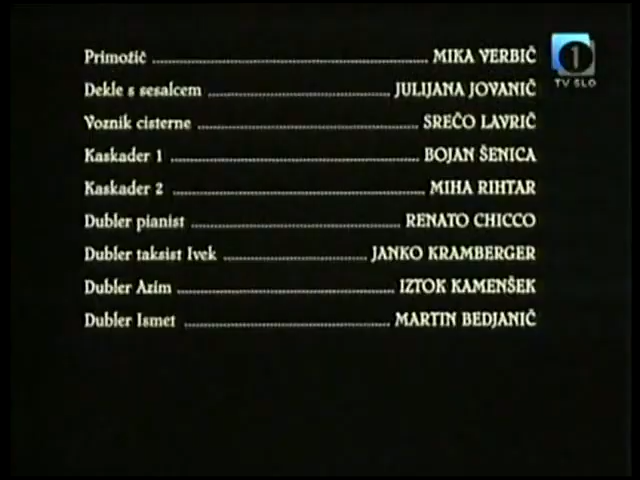 Primožič ........ MIKA VERBIČ
Dekle s sesalcem ........ JULIJANA JOVANIČ
Voznik cisterne ........ SREČO LAVRIČ
Kaskader 1 ........ BOJAN ŠENICA
Kaskader 2 ........ MIHA RIHTAR
Dubler pianist ........ RENATO CHICCO
Dubler taksist Ivek ........ JANKO KRAMBERGER
Dubler Azim ........ IZTOK KAMENŠEK
Dubler Ismet ........ MARTIN BEDJANIČ
1
TV SLO